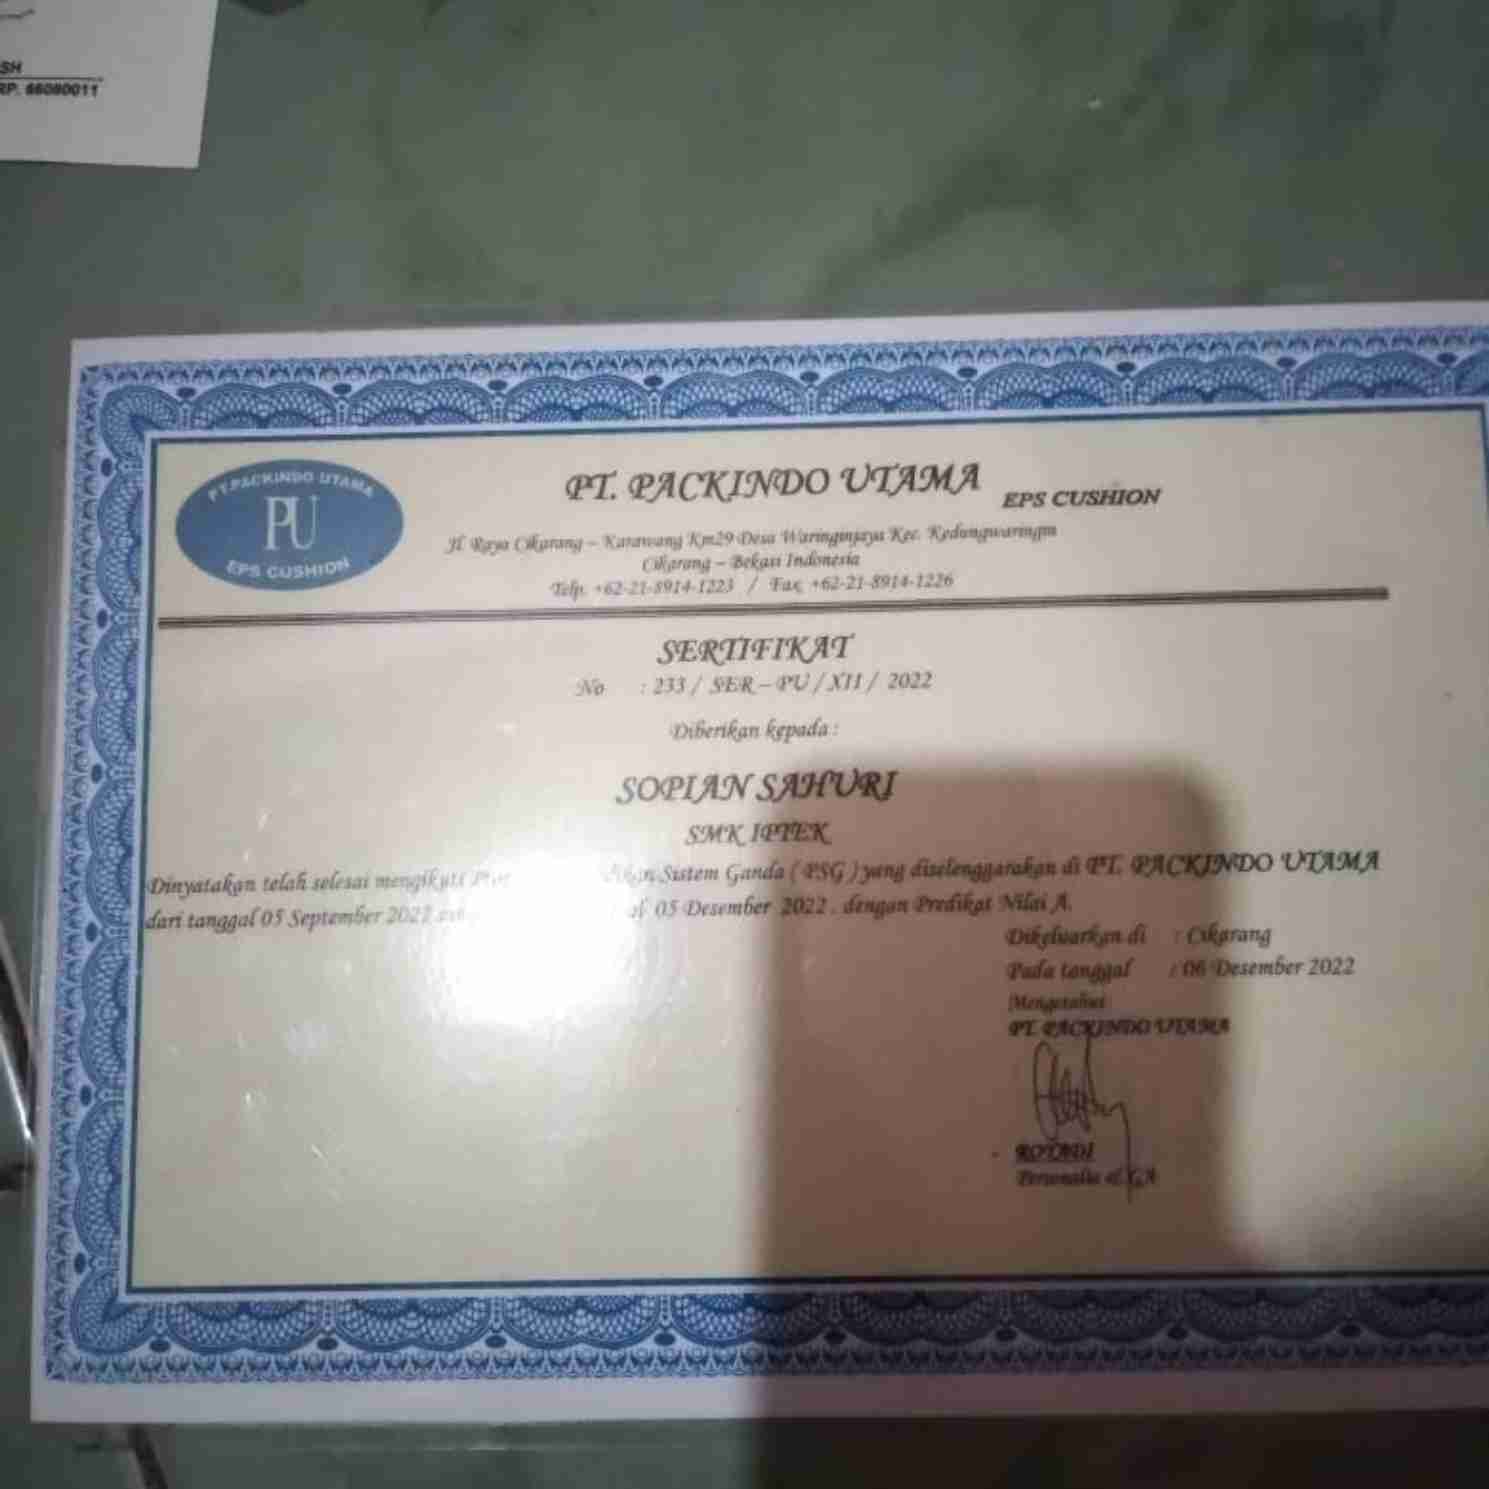 SH
RP. 66080011
PT.PACKINDO UTAMA
PU
EPS CUSHION
PT. PACKINDO UTAMA EPS CUSHION
Jl. Raya Cikarang – Karawang Km29 Desa Waringinjaya Kec. Kedungwaringin
Cikarang – Bekasi Indonesia
Telp. +62-21-8914-1223 / Fax. +62-21-8914-1226
SERTIFIKAT
No : 233 / SER – PU / XII / 2022
Diberikan kepada :
SOPIAN SAHURI
SMK IPTEK
Dinyatakan telah selesai mengikuti Sistem Ganda ( PSG ) yang diselenggarakan di PT. PACKINDO UTAMA
dari tanggal 05 September 2022 05 Desember 2022 . dengan Predikat Nilai A.
Dikeluarkan di : Cikarang
Pada tanggal : 06 Desember 2022
Mengetahui
PT. PACKINDO UTAMA
Personalia & GA